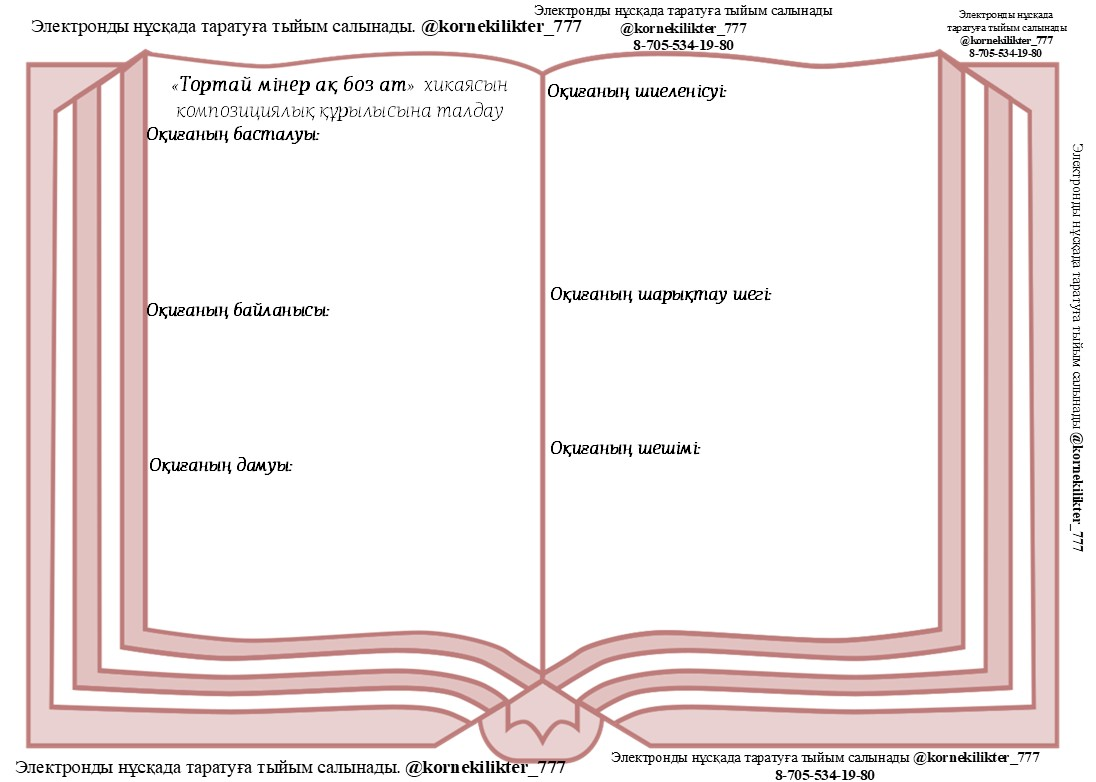 Электронды нұсқада таратуға тыйым салынады. @kornekilikter_777
Электронды нұсқада таратуға тыйым салынады
@kornekilikter_777
8-705-534-19-80
Электронды нұсқада
таратуға тыйым салынады
@kornekilikter_777
8-705-534-19-80
«Тортай мінер ақ боз ат» хикаясын
композициялық құрылысына талдау
Оқиғаның басталуы:
Оқиғаның байланысы:
Оқиғаның дамуы:
Оқиғаның шиеленісуі:
Оқиғаның шарықтау шегі:
Оқиғаның шешімі:
Электронды нұсқада таратуға тыйым салынады @kornekilikter_777
Электронды нұсқада таратуға тыйым салынады. @kornekilikter_777
Электронды нұсқада таратуға тыйым салынады @kornekilikter_777
8-705-534-19-80